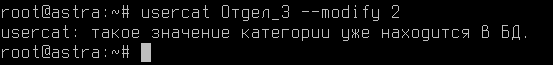 root@astra:~# usercat Отдел_3 --modify 2
usercat: такое значение категории уже находится в БД.
root@astra:~#